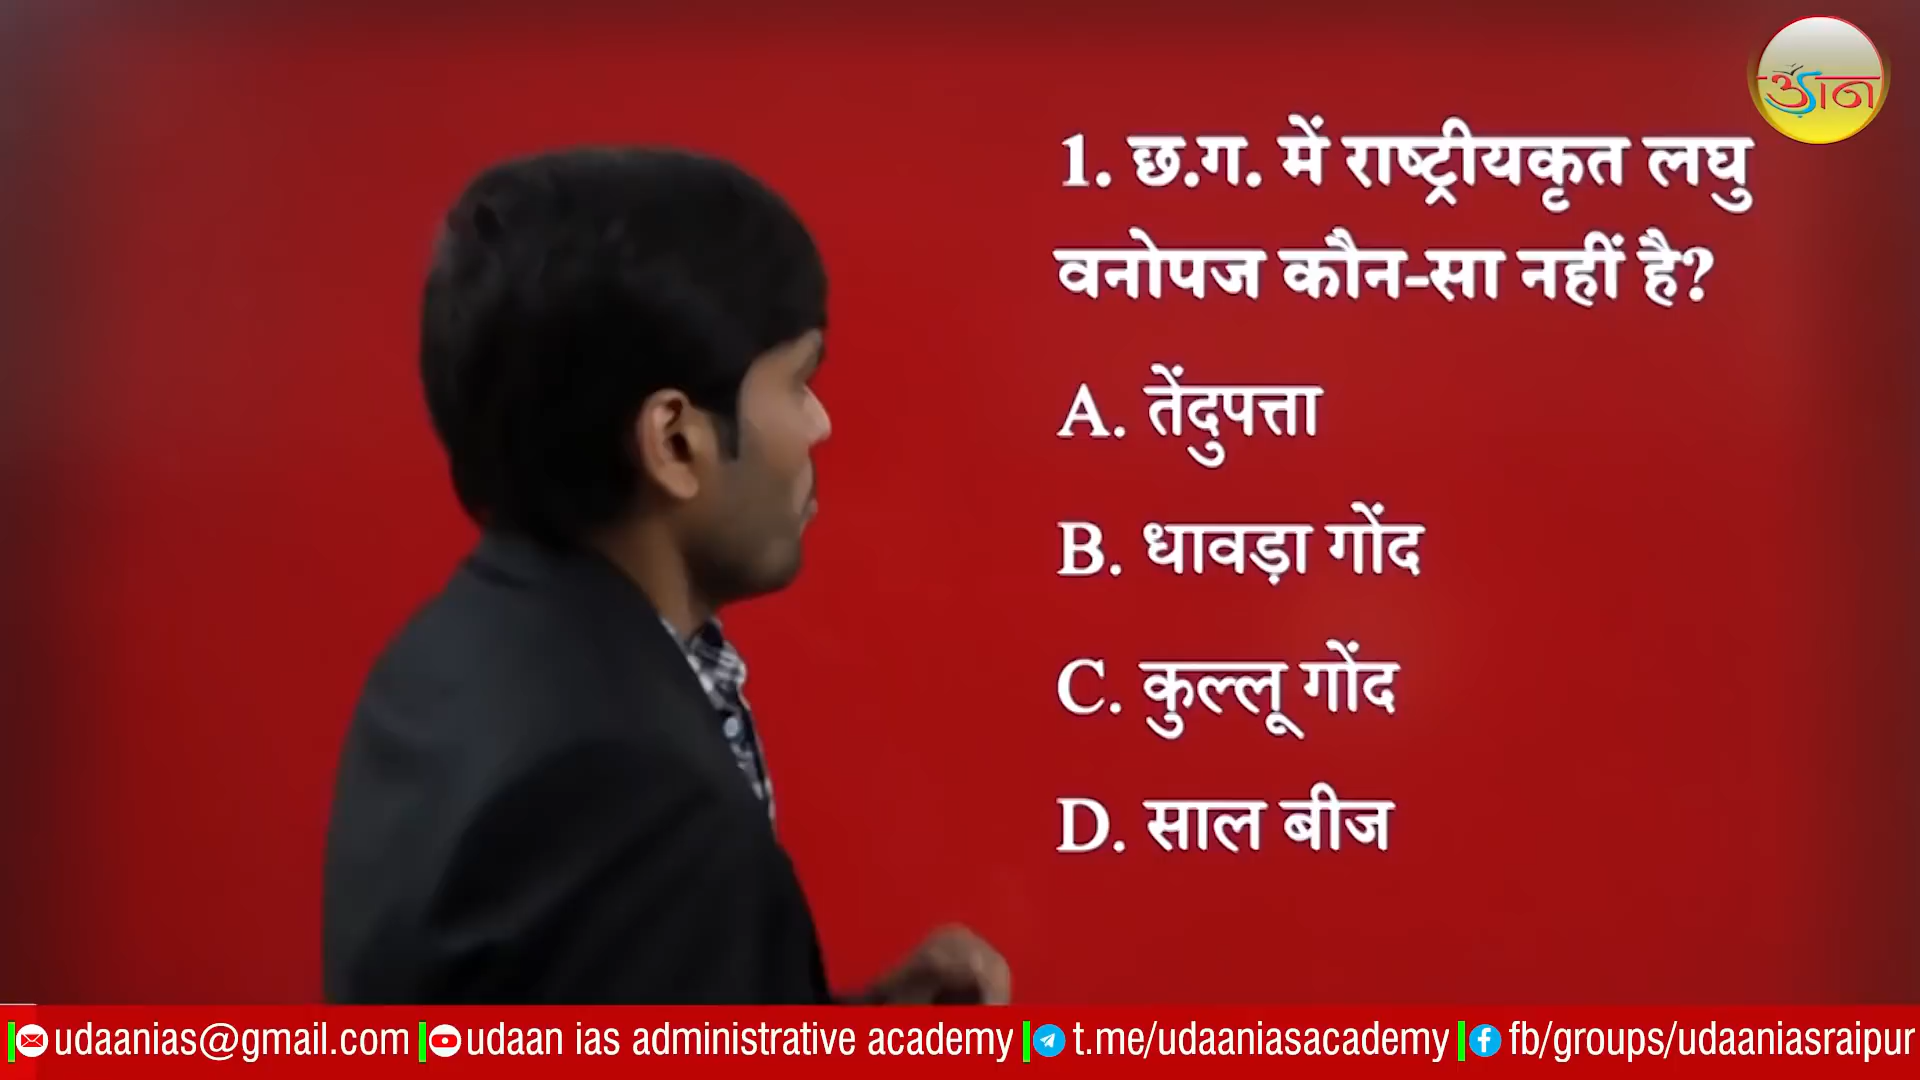 उड़ान
1. छ.ग. में राष्ट्रीयकृत लघु
वनोपज कौन-सा नहीं है?
A. तेंदुपत्ता
B. धावड़ा गोंद
C. कुल्लू गोंद
D. साल बीज
udaanias@gmail.com udaan ias administrative academy t.me/udaaniasacademy fb/groups/udaaniasraipur